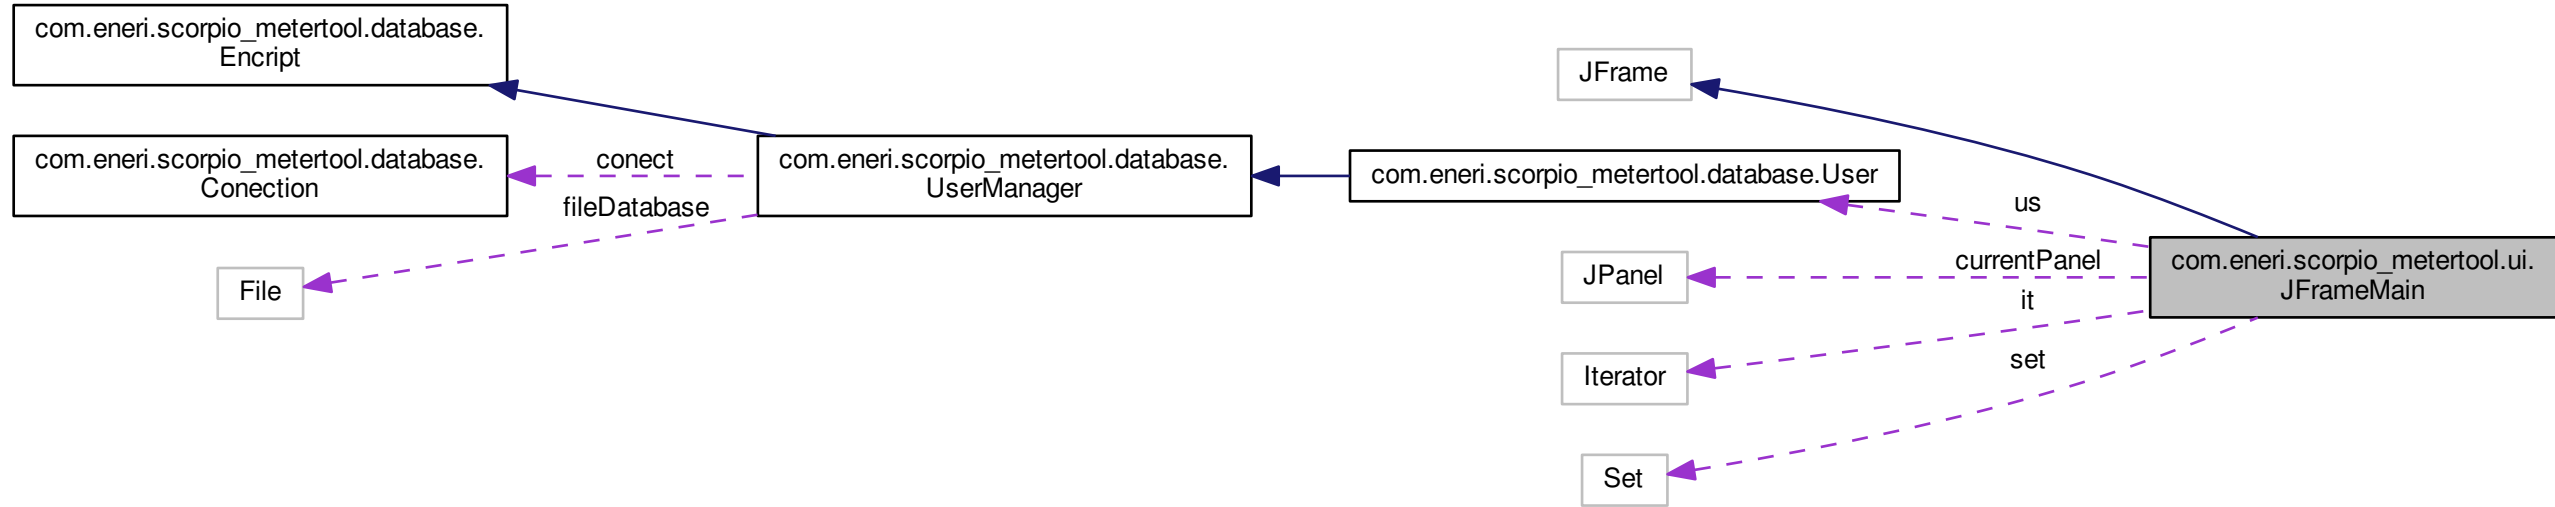 com.eneri.scorpio_metertool.database.
Encript
com.eneri.scorpio_metertool.database.
Conection
conect
fileDatabase
File
com.eneri.scorpio_metertool.database.
UserManager
com.eneri.scorpio_metertool.database.User
JFrame
JPanel
Iterator
Set
us
currentPanel
it
set
com.eneri.scorpio_metertool.ui.
JFrameMain